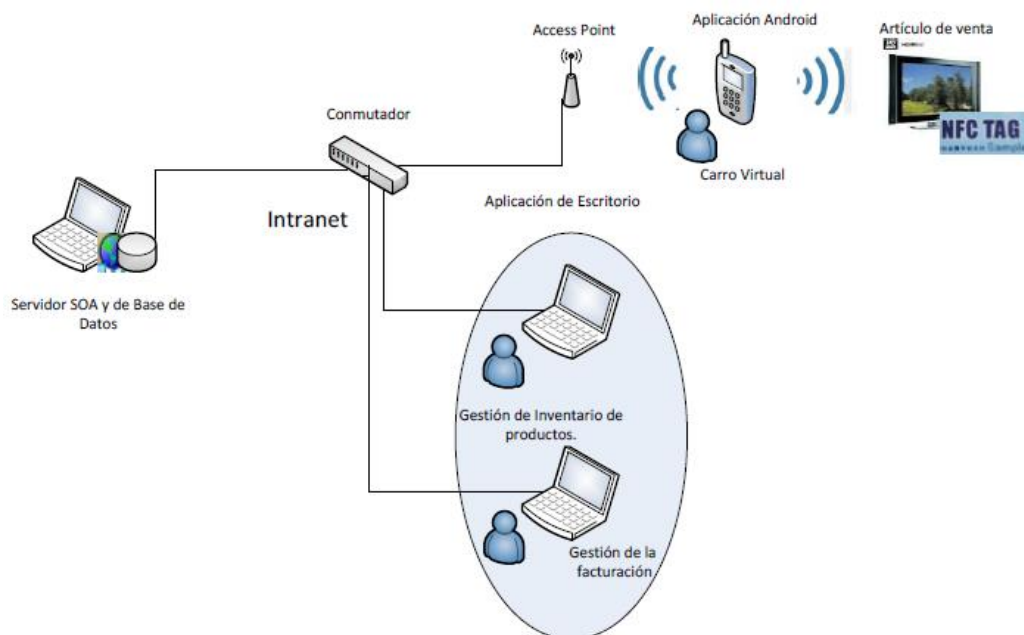 Aplicación Android
Artículo de venta
Access Point
NFC TAG
Sample
Conmutador
Carro Virtual
Aplicación de Escritorio
Intranet
Servidor SOA y de Base de
Datos
Gestión de Inventario de
productos.
Gestión de la
facturación